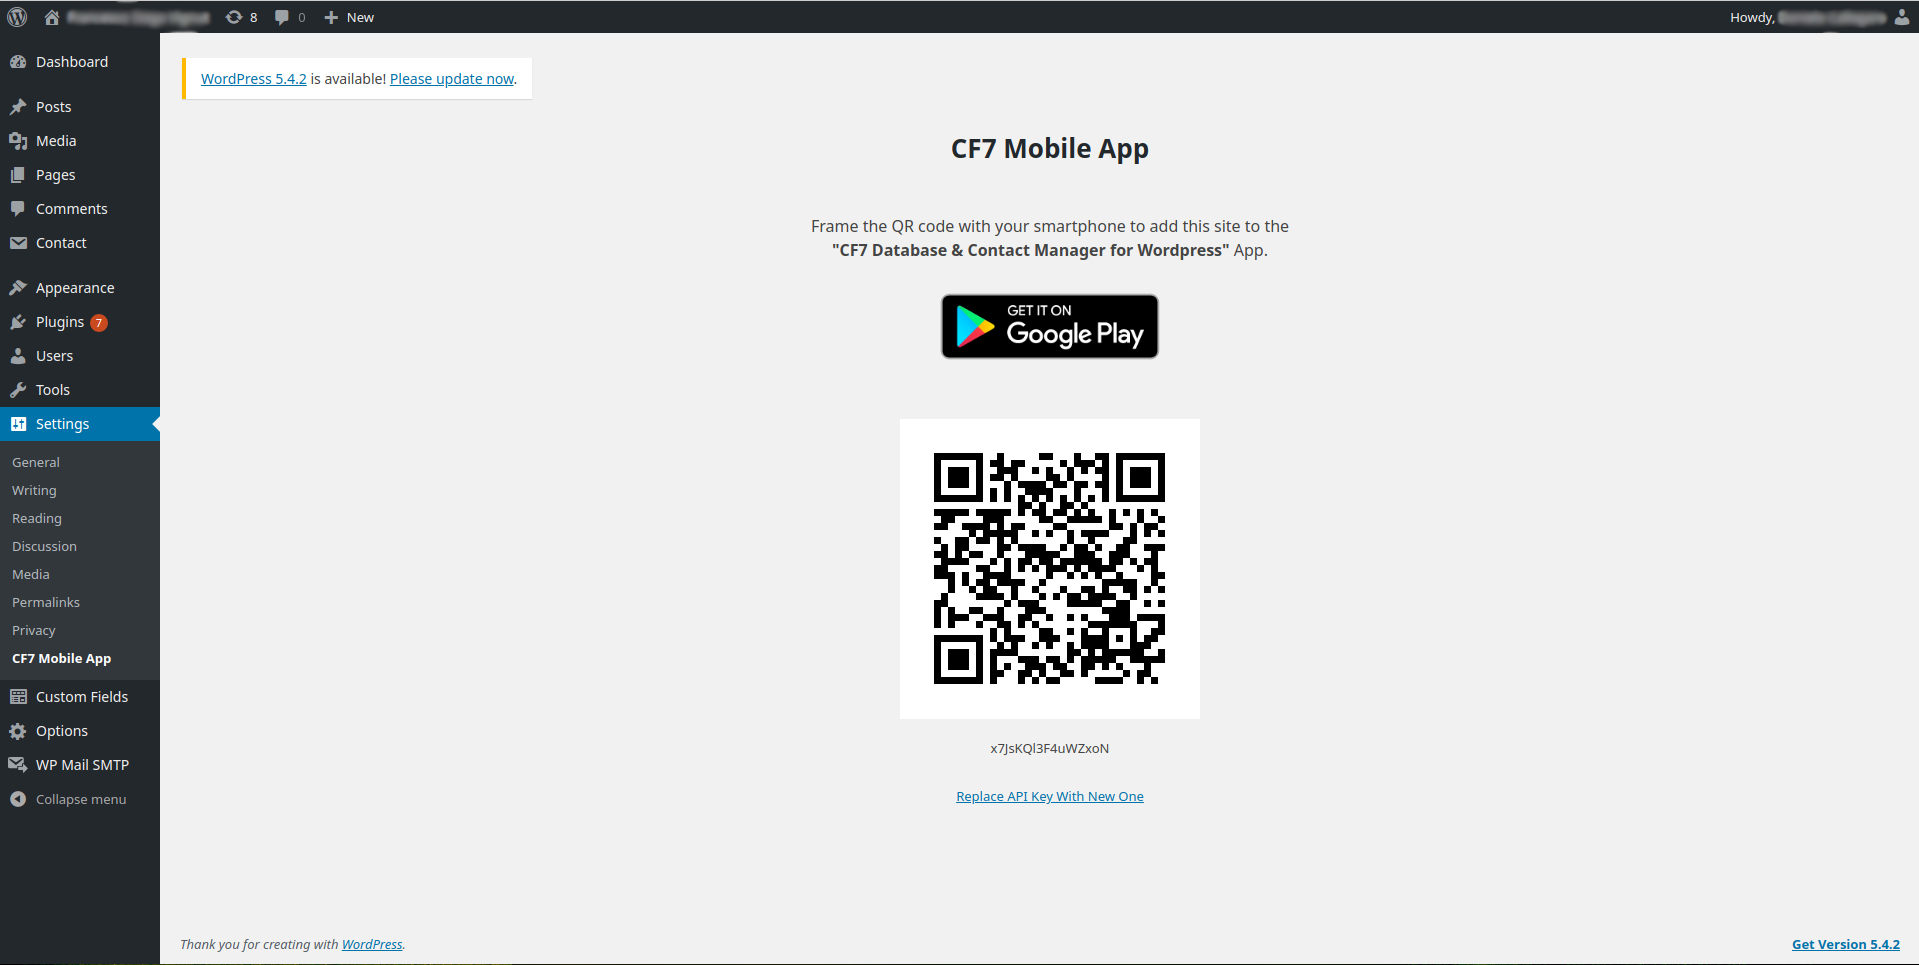 8
0
New
Howdy,
Dashboard
Posts
Media
Pages
Comments
Contact
Appearance
Plugins 7
Users
Tools
Settings
General
Writing
Reading
Discussion
Media
Permalinks
Privacy
CF7 Mobile App
Custom Fields
Options
WP Mail SMTP
Collapse menu
WordPress 5.4.2 is available! Please update now.
CF7 Mobile App
Frame the QR code with your smartphone to add this site to the
"CF7 Database & Contact Manager for Wordpress" App.
GET IT ON
Google Play
x7JsKQl3F4uWZxoN
Replace API Key With New One
Thank you for creating with WordPress.
Get Version 5.4.2